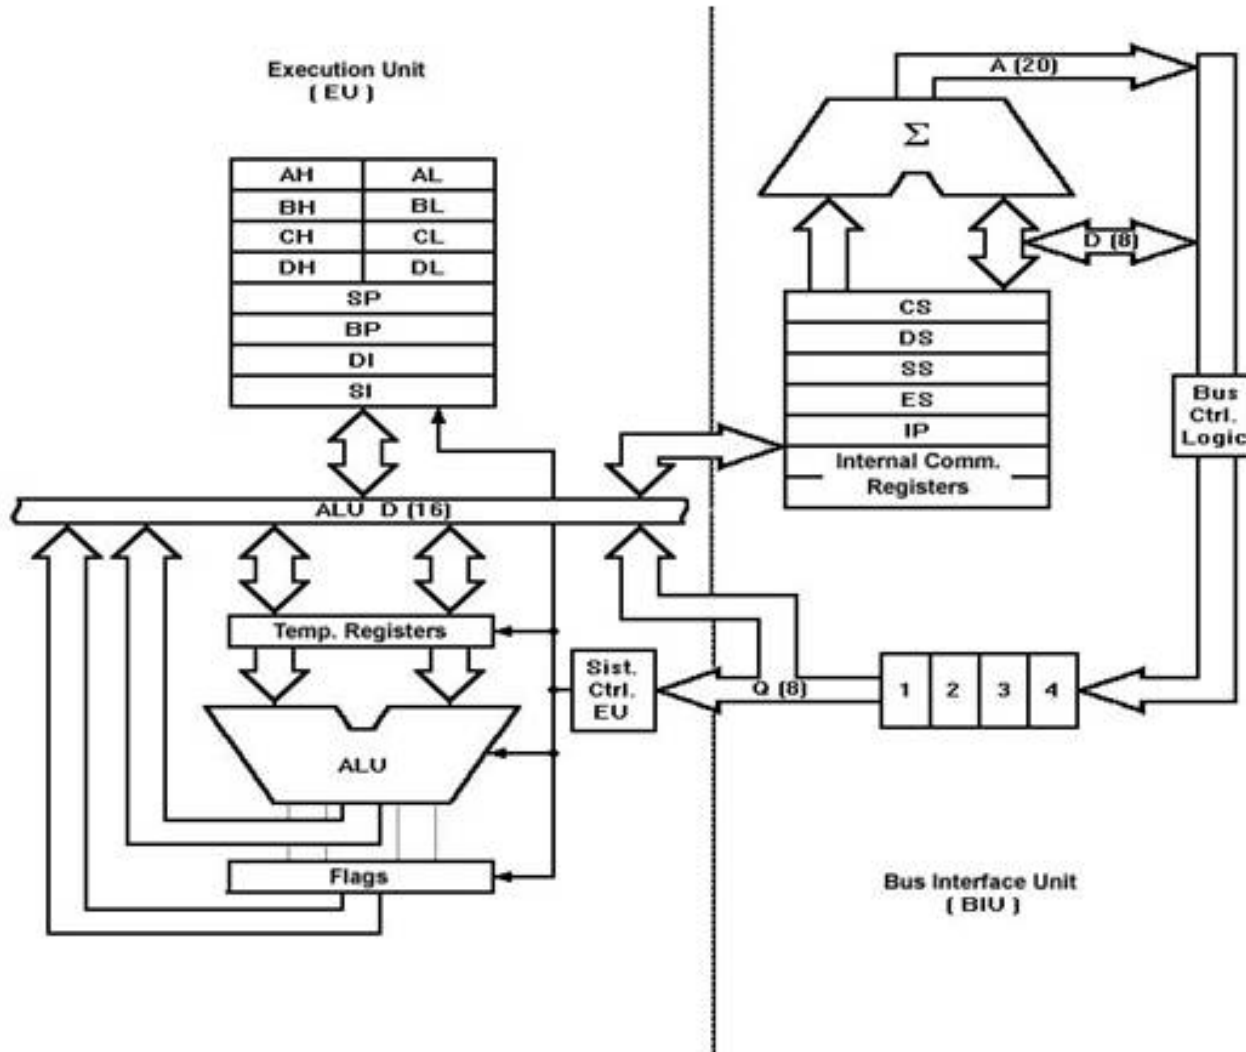 Execution Unit
( EU )
AH AL
BH BL
CH CL
DH DL
SP
BP
DI
SI
ALU D (16)
Temp. Registers
ALU
Flags
Sist.
Ctrl.
EU
A (20)
Σ
D (8)
CS
DS
SS
ES
IP
Internal Comm.
Registers
Bus
Ctrl.
Logic
Q (8)
1 2 3 4
Bus Interface Unit
( BIU )